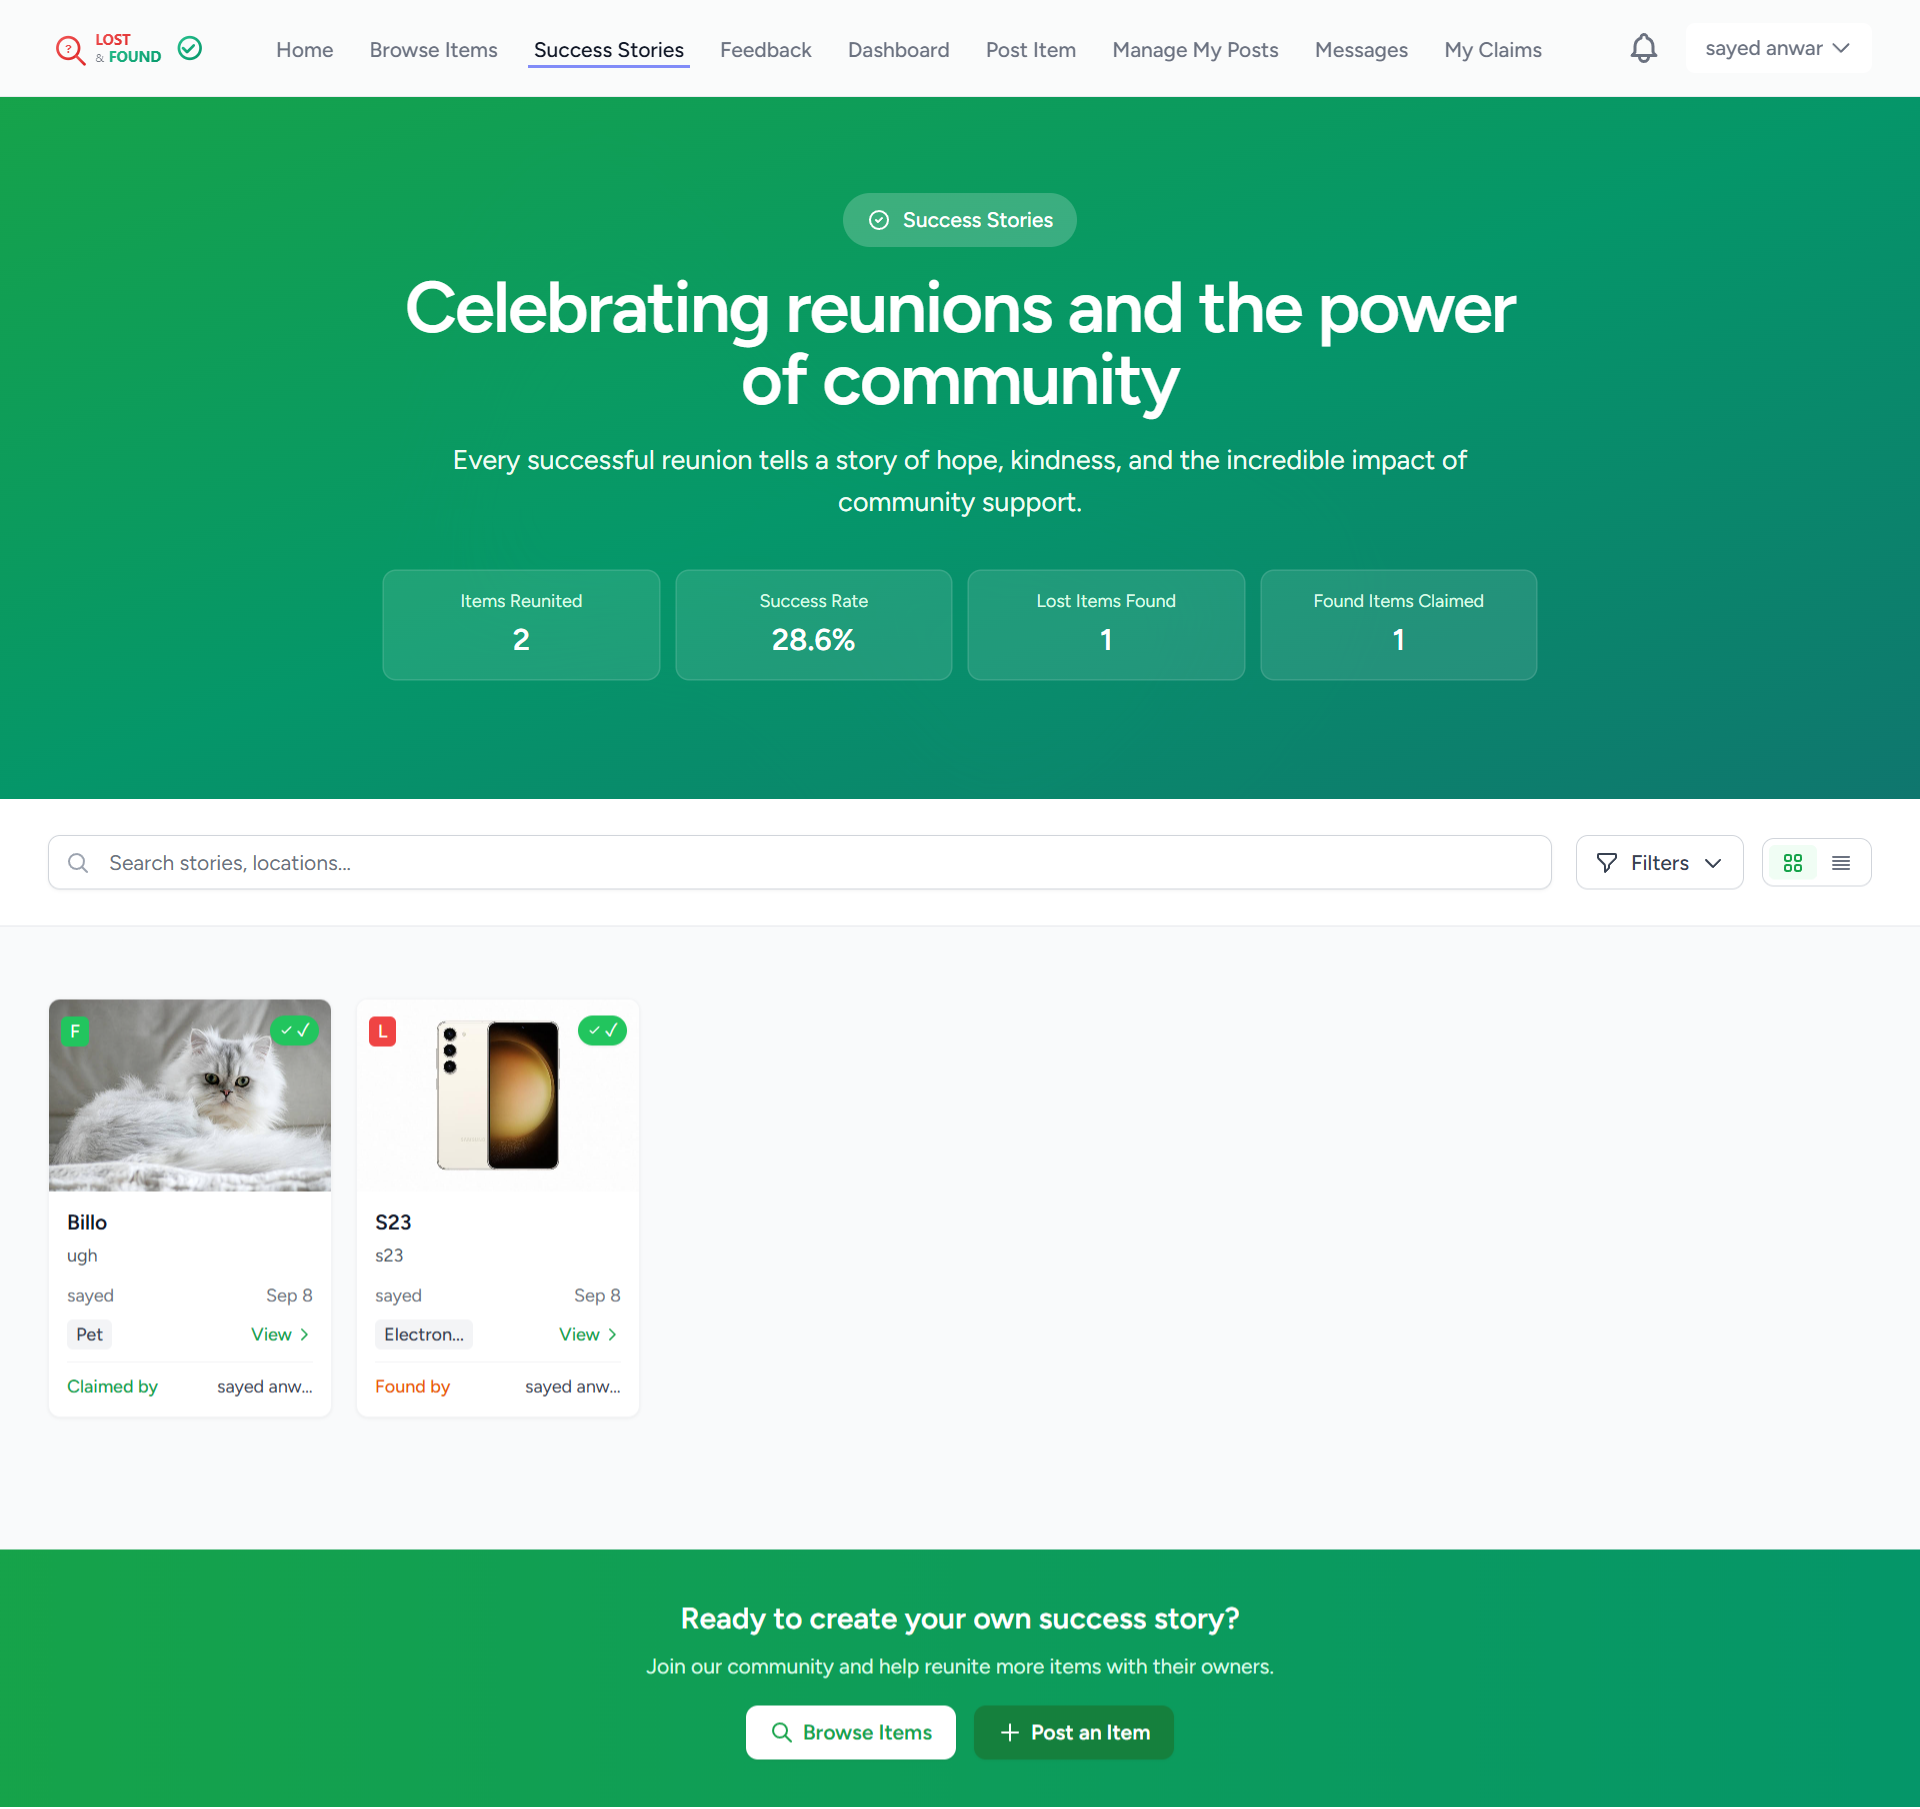 LOST
& FOUND
Home
Browse Items
Success Stories
Feedback
Dashboard
Post Item
Manage My Posts
Messages
My Claims
sayed anwar
Success Stories
Celebrating reunions and the power
of community
Every successful reunion tells a story of hope, kindness, and the incredible impact of
community support.
Items Reunited
2
Success Rate
28.6%
Lost Items Found
1
Found Items Claimed
1
Search stories, locations...
Filters
F
Billo
ugh
sayed
Sep 8
Pet
View
Claimed by
sayed anw...
L
S23
s23
sayed
Sep 8
Electron...
View
Found by
sayed anw...
Ready to create your own success story?
Join our community and help reunite more items with their owners.
Browse Items
Post an Item